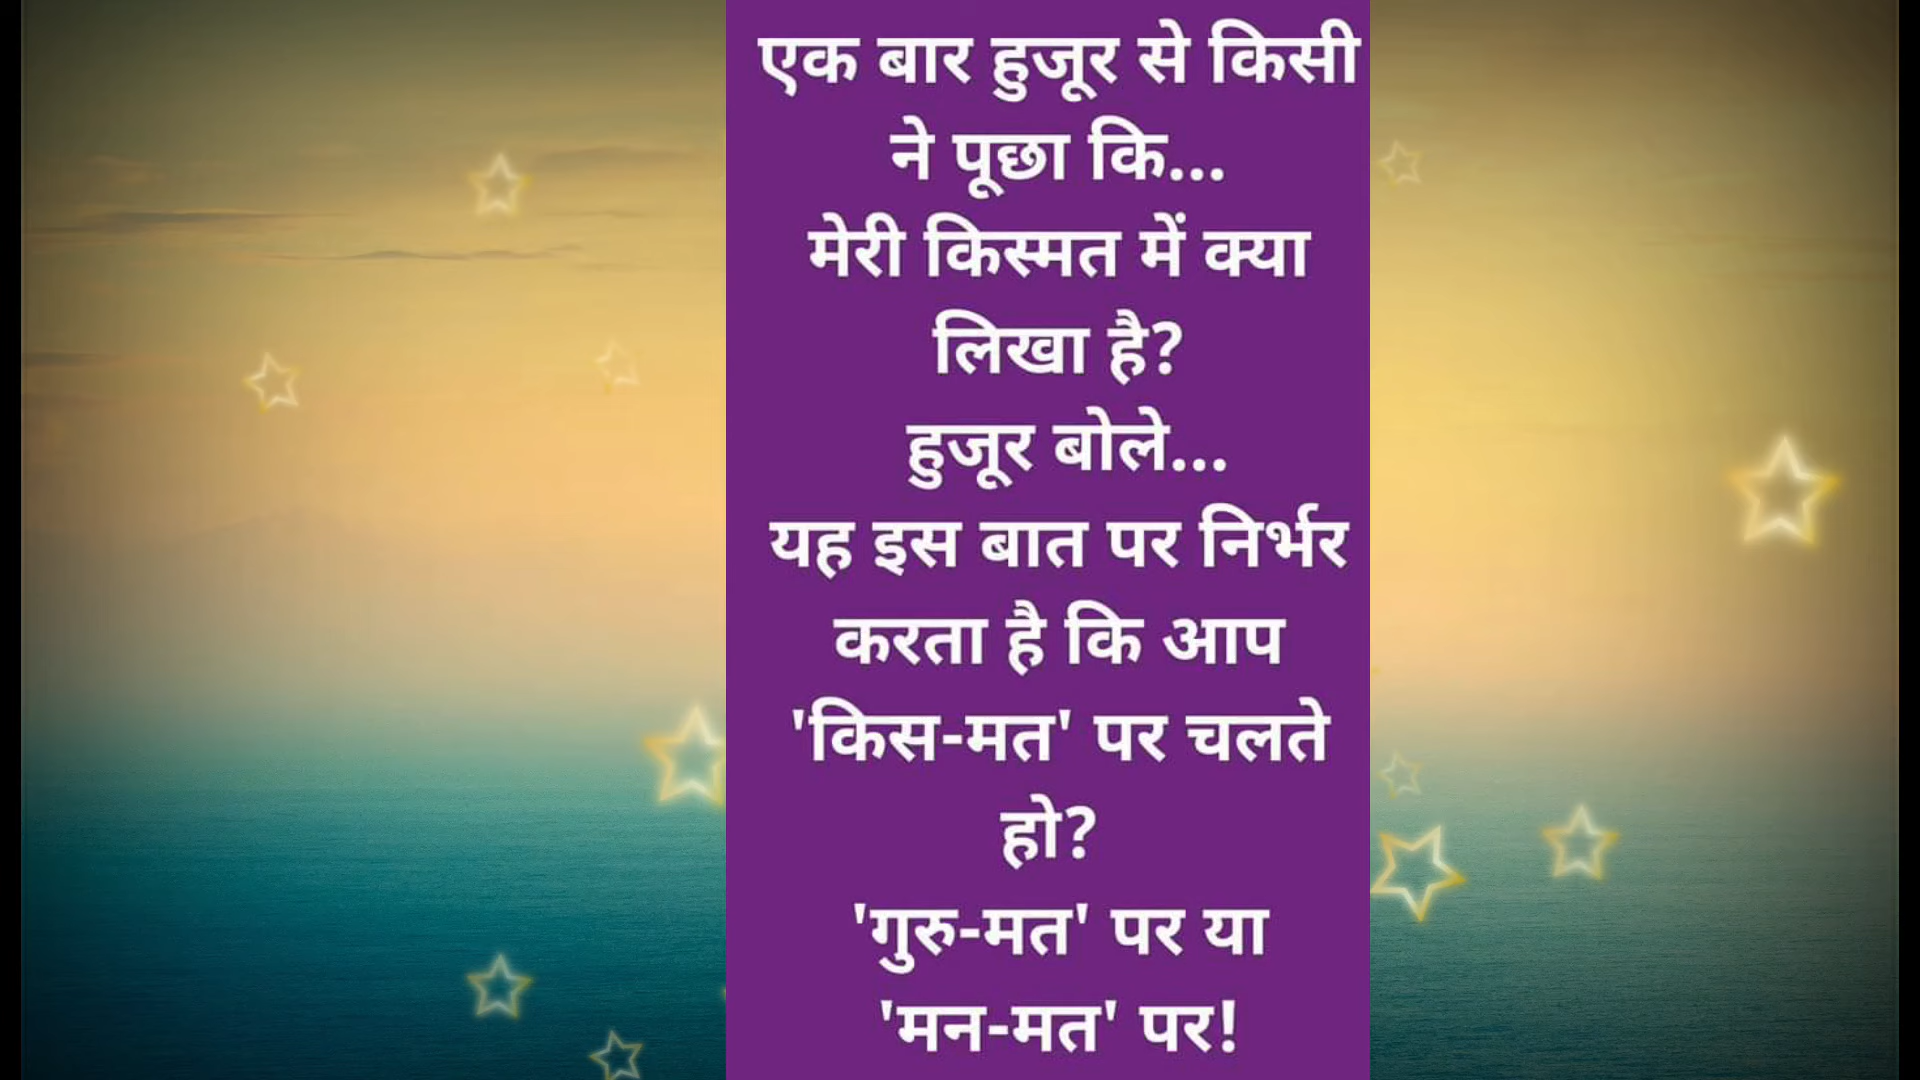 एक बार हुजूर से किसी
ने पूछा कि...
मेरी किस्मत में क्या
लिखा है?
हुजूर बोले...
यह इस बात पर निर्भर
करता है कि आप
'किस-मत' पर चलते
हो?
'गुरु-मत' पर या
'मन-मत' पर!